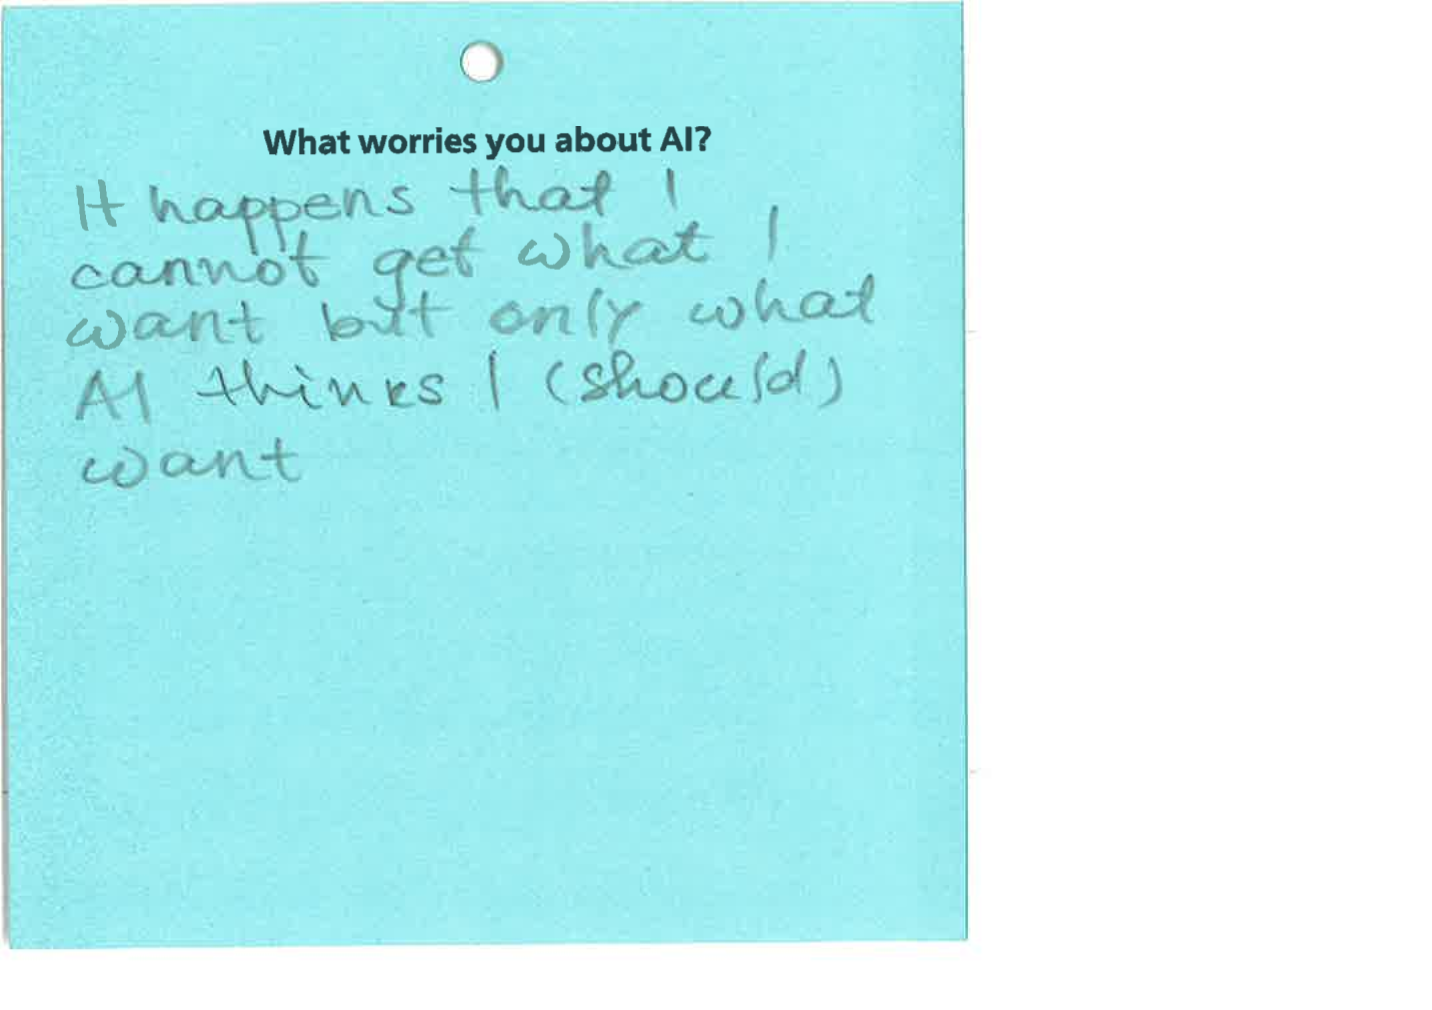 What worries you about AI?
It happens that I
cannot get what I
want but only what
AI thinks I (should)
want